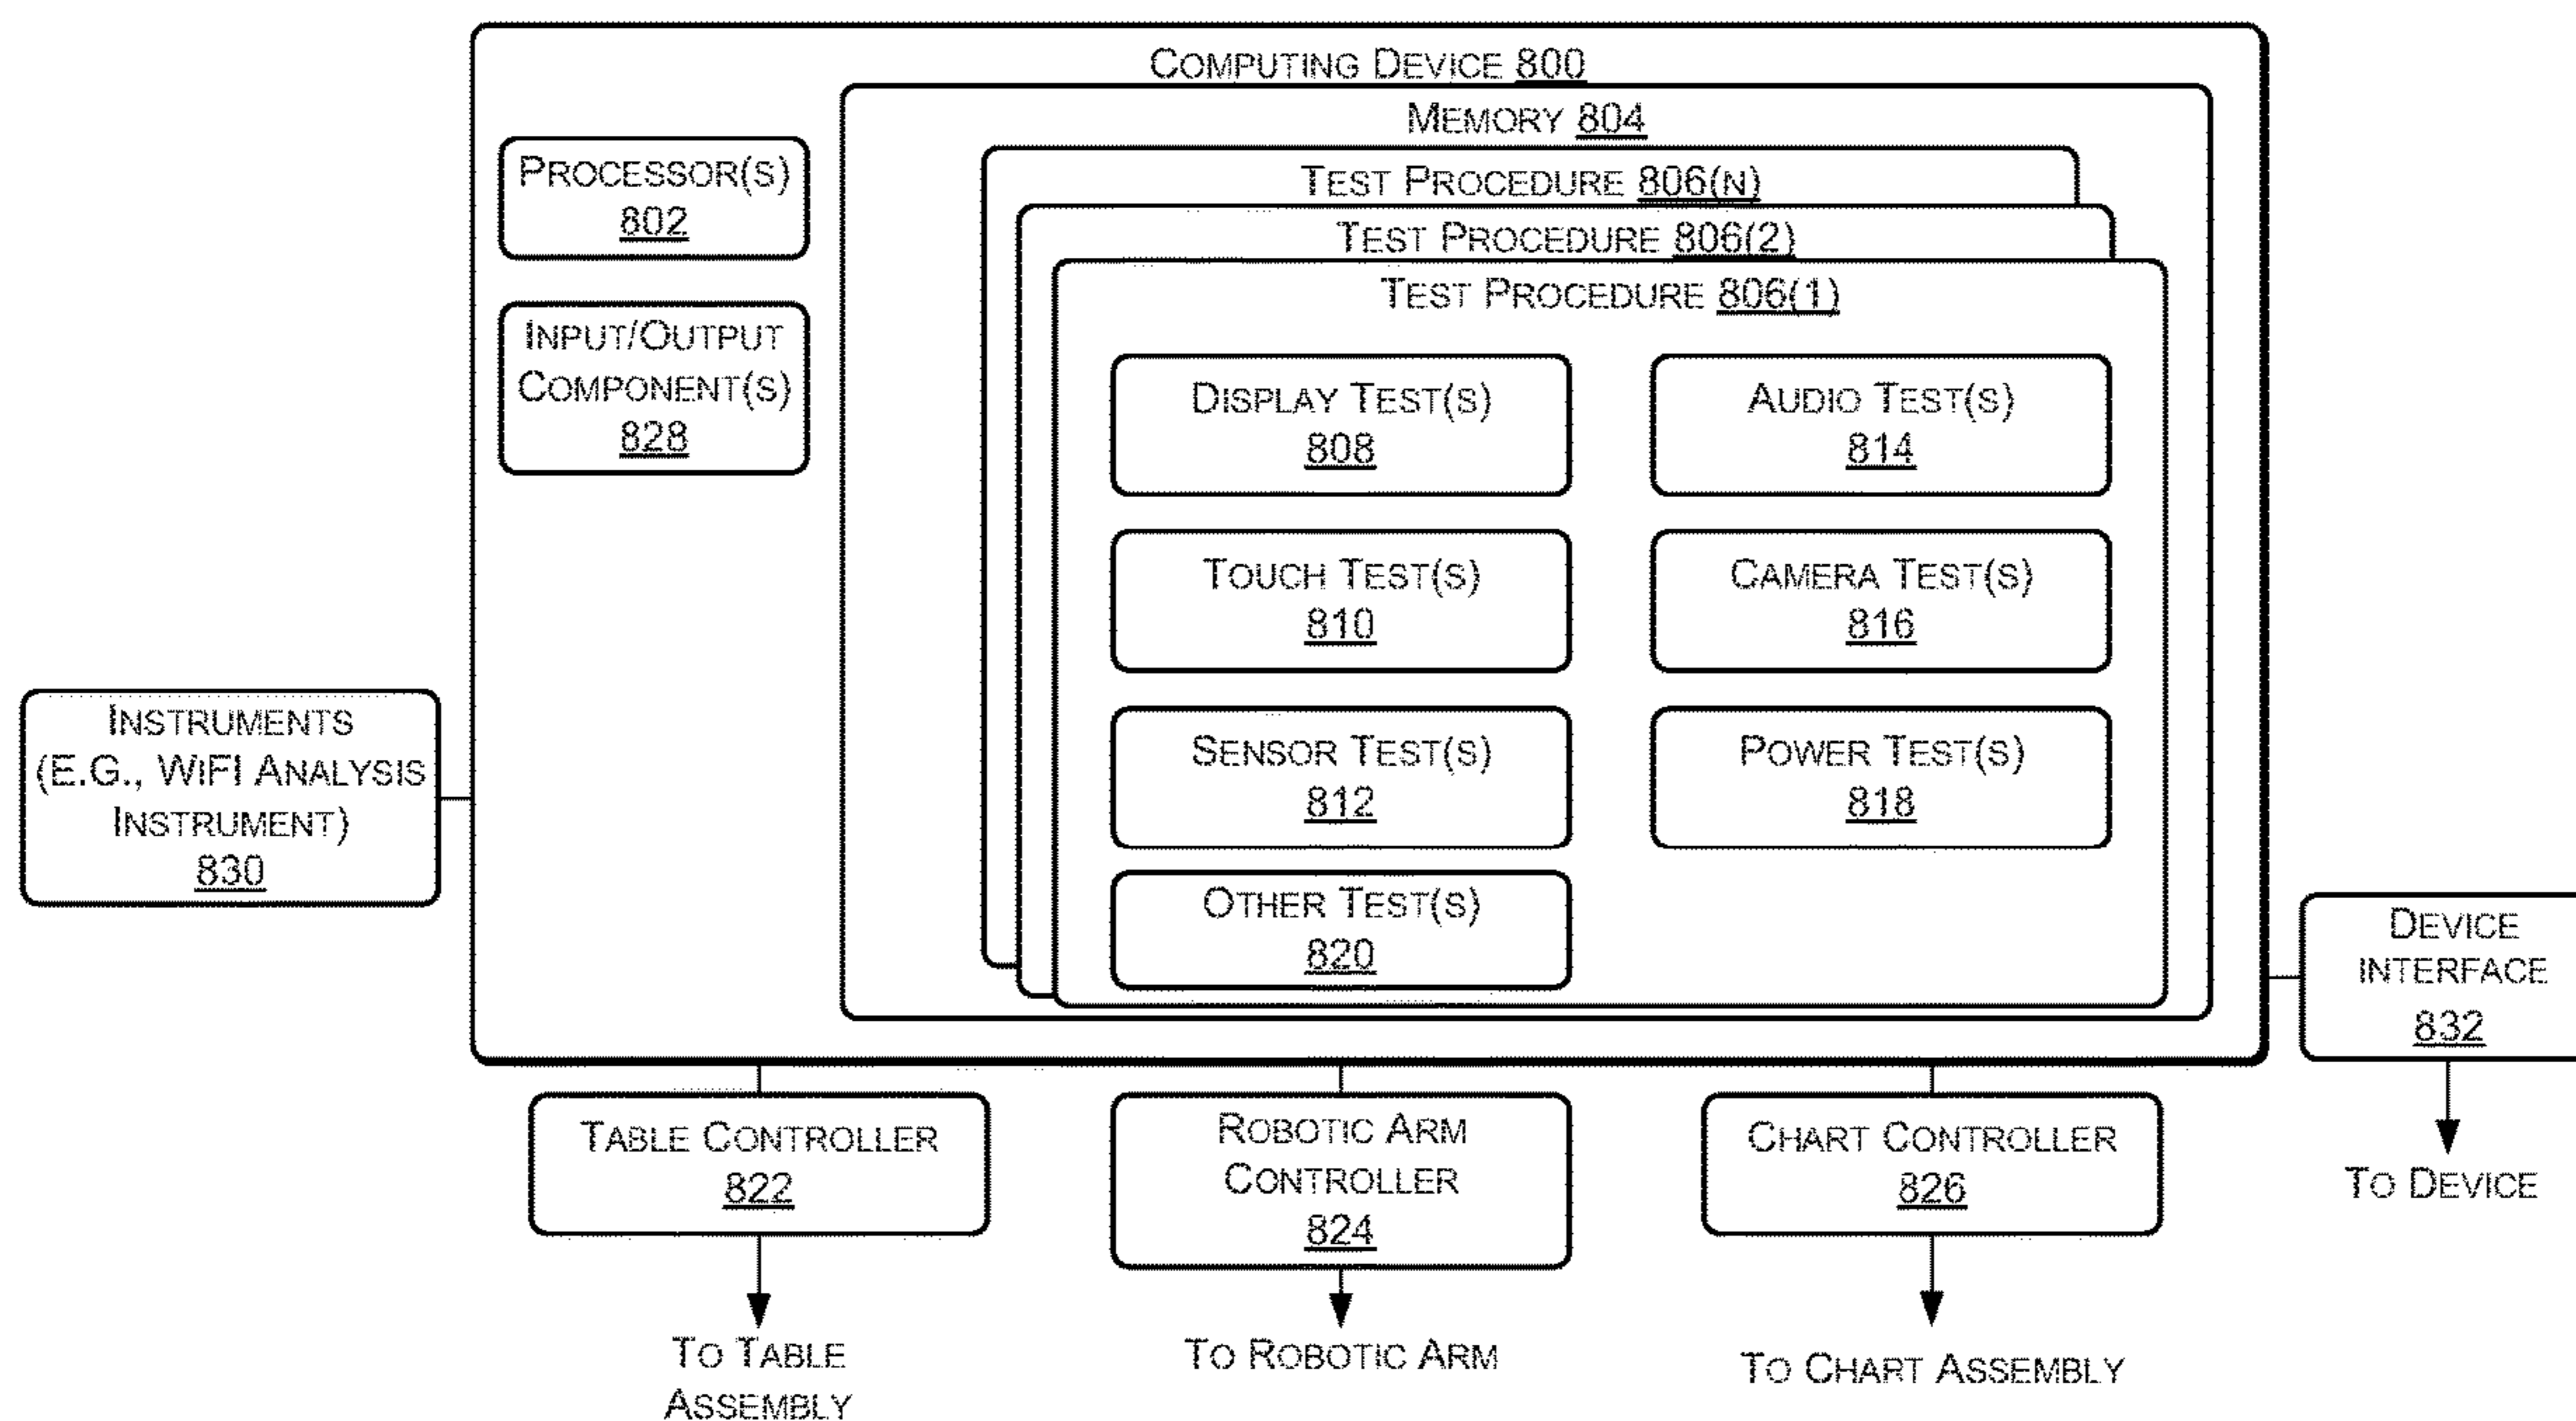 COMPUTING DEVICE 800
MEMORY 804
PROCESSOR(S)
802
INPUT/OUTPUT
COMPONENT(S)
828
TEST PROCEDURE 806(N)
TEST PROCEDURE 806(2)
TEST PROCEDURE 806(1)
DISPLAY TEST(S)
808
AUDIO TEST(S)
814
TOUCH TEST(S)
810
CAMERA TEST(S)
816
SENSOR TEST(S)
812
POWER TEST(S)
818
OTHER TEST(S)
820
INSTRUMENTS
(E.G., WIFI ANALYSIS
INSTRUMENT)
830
DEVICE
INTERFACE
832
TO DEVICE
TABLE CONTROLLER
822
TO TABLE
ASSEMBLY
ROBOTIC ARM
CONTROLLER
824
TO ROBOTIC ARM
CHART CONTROLLER
826
TO CHART ASSEMBLY